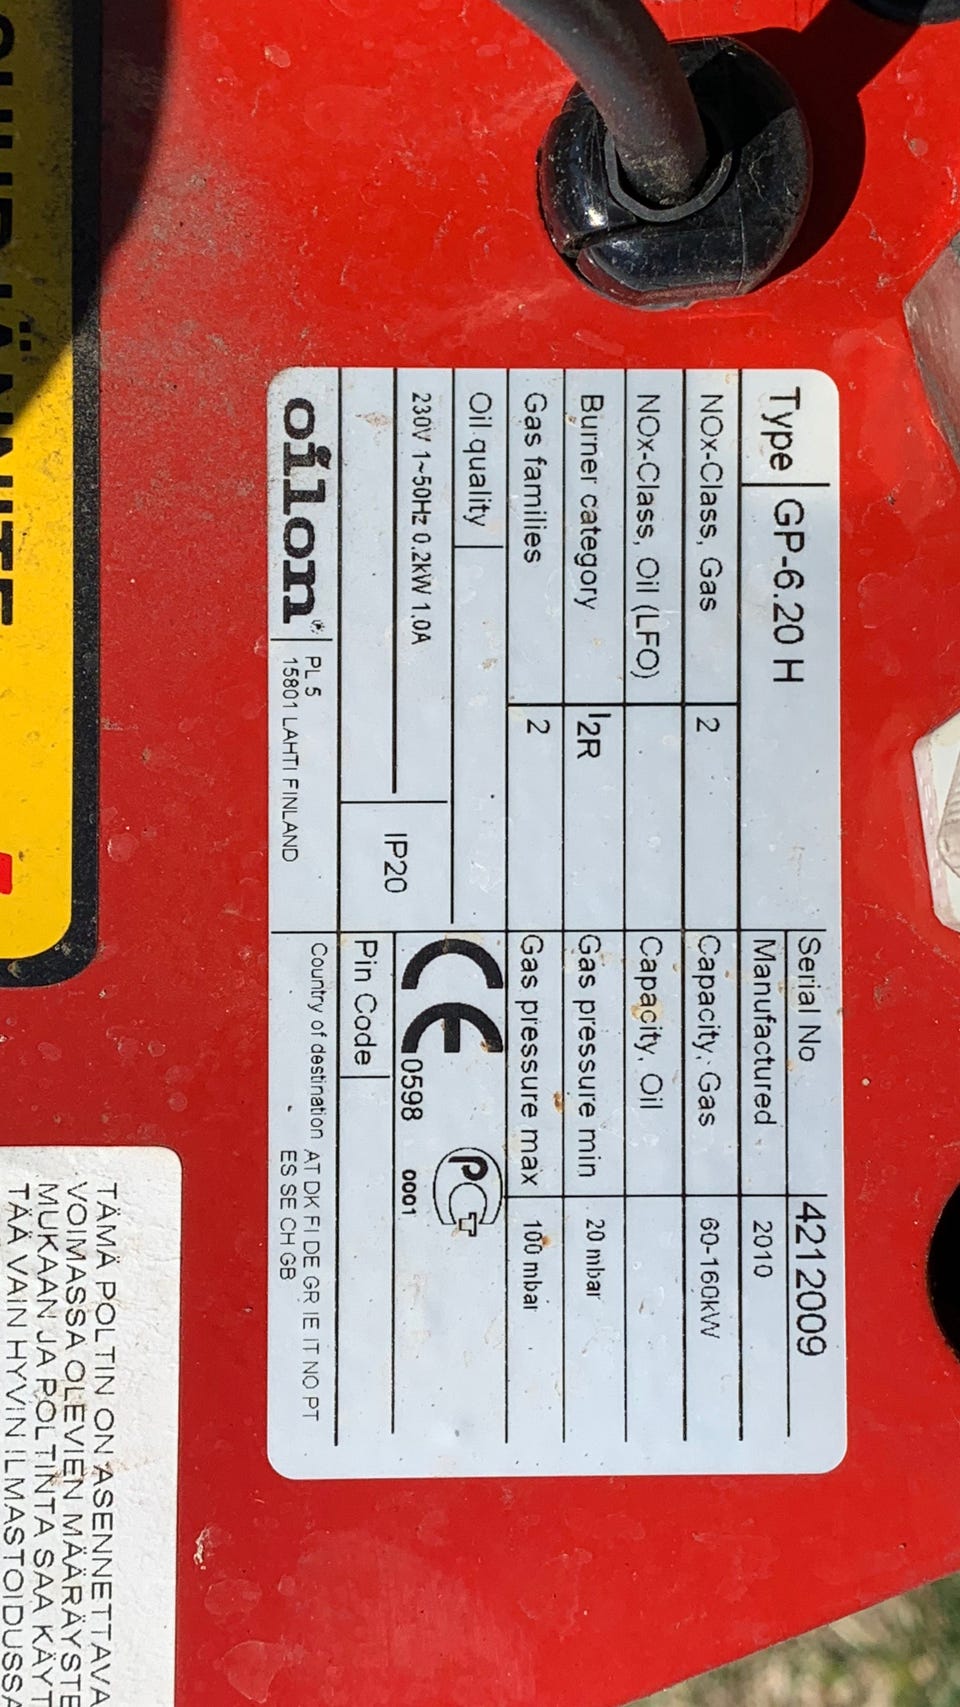 Type GP-6.20 H
Serial No 4212009
Manufactured 2010
NOx-Class, Gas 2 Capacity, Gas 60-160kW
NOx-Class, Oil (LFO) Capacity, Oil
Burner category I2R Gas pressure min 20 mbar
Gas families 2 Gas pressure max 100 mbar
Oil quality
230V 1~50Hz 0.2kW 1.0A
IP20
CE 0598 0001
PCT
Pin Code
oilon PL 5
15801 LAHTI FINLAND
Country of destination AT DK FI DE GR IE IT NO PT
ES SE CH GB
TÄMÄ POLTIN ON ASENNETTAVA
VOIMASSA OLEVIEN
MUKAAN JA POLTINTA SAA
TÄÄ VAIN HYVIN